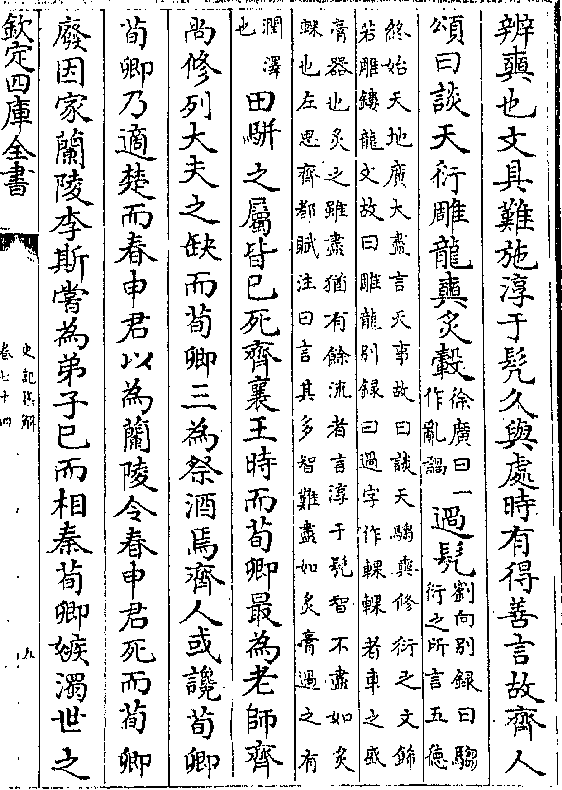 辨奭也文具難施淳于髠久與處時有得善言故齊人
頌曰談天衍雕龍奭炙轂徐廣曰一作亂調過髠劉向別録曰騶衍之所言五德
終始天地廣大盡言天事故曰談天騶奭修衍之文飾
若雕鏤龍文故曰雕龍别録曰過字作輠輠者車之盛
膏器也炙之雖盡猶有餘流者言淳于髠智不盡如炙
輠也左思齊都賦注曰言其多智難盡如炙膏過之有
潤澤也田駢之屬皆已死齊襄王時而荀卿最為老師齊
尚修列大夫之缺而荀卿三為祭酒焉齊人或讒荀卿
荀卿乃適楚而春申君以為蘭陵令春申君死而荀卿
廢因家蘭陵李斯嘗為弟子已而相秦荀卿嫉濁世之
欽定四庫全書
史記集解
卷七十四
九